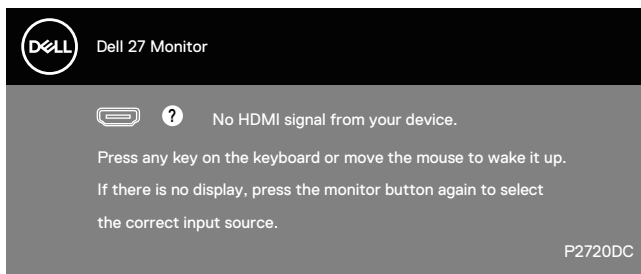 DELL Dell 27 Monitor
? No HDMI signal from your device.
Press any key on the keyboard or move the mouse to wake it up.
If there is no display, press the monitor button again to select
the correct input source.
P2720DC